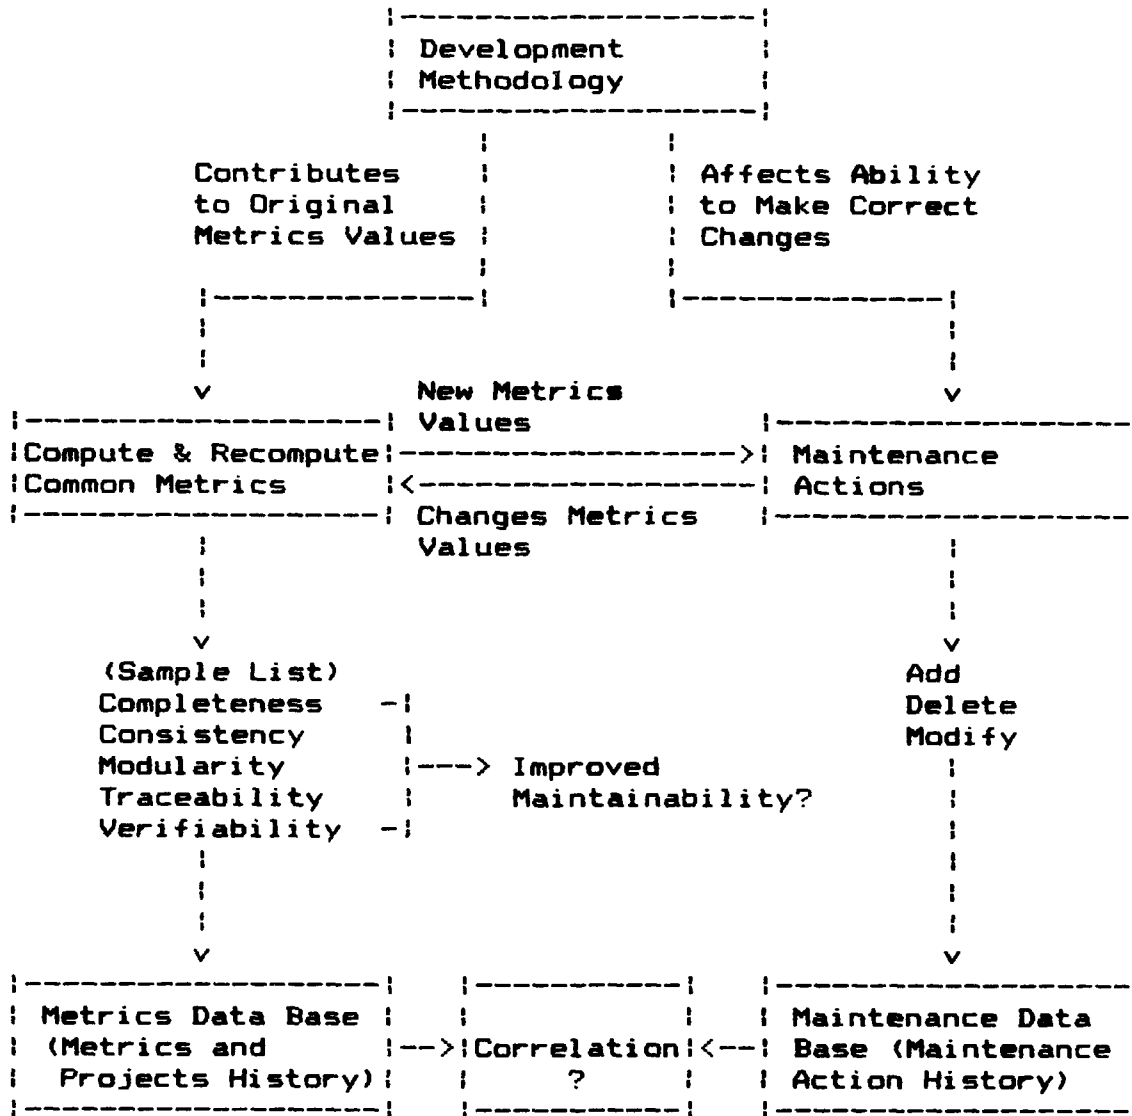 Development
Methodology
Contributes
to Original
Metrics Values
Affects Ability
to Make Correct
Changes
New Metrics
Values
Compute & Recompute
Common Metrics
Maintenance
Actions
Changes Metrics
Values
(Sample List)
Completeness
Consistency
Modularity
Traceability
Verifiability
Improved
Maintainability?
Add
Delete
Modify
Metrics Data Base
(Metrics and
Projects History)
Correlation
?
Maintenance Data
Base (Maintenance
Action History)